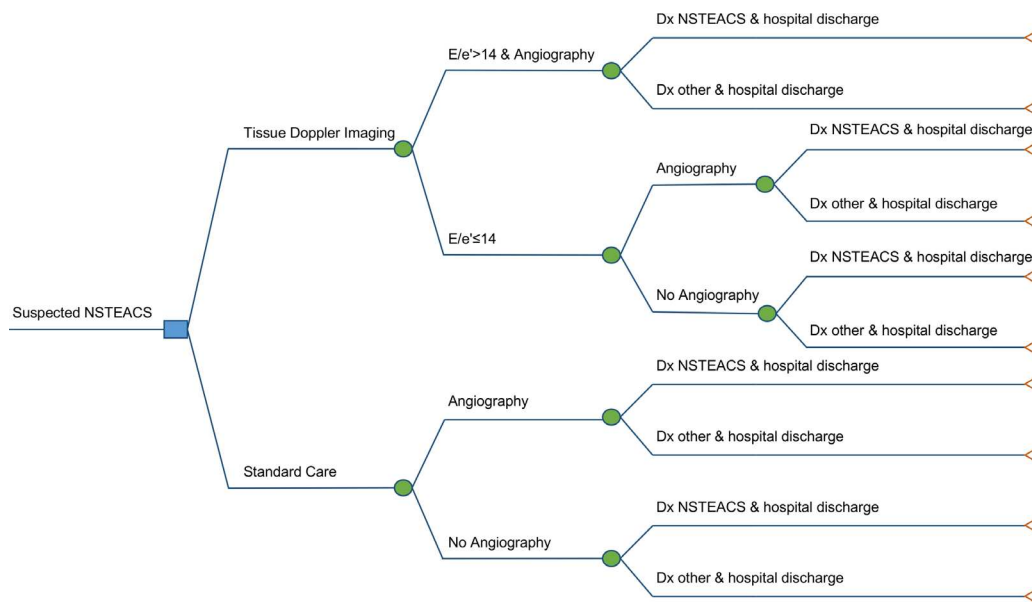 Dx NSTEACS & hospital discharge
E/e'>14 & Angiography
Dx other & hospital discharge
Tissue Doppler Imaging
Dx NSTEACS & hospital discharge
Angiography
Dx other & hospital discharge
E/e'≤14
Dx NSTEACS & hospital discharge
No Angiography
Suspected NSTEACS
Dx other & hospital discharge
Dx NSTEACS & hospital discharge
Angiography
Dx other & hospital discharge
Standard Care
Dx NSTEACS & hospital discharge
No Angiography
Dx other & hospital discharge